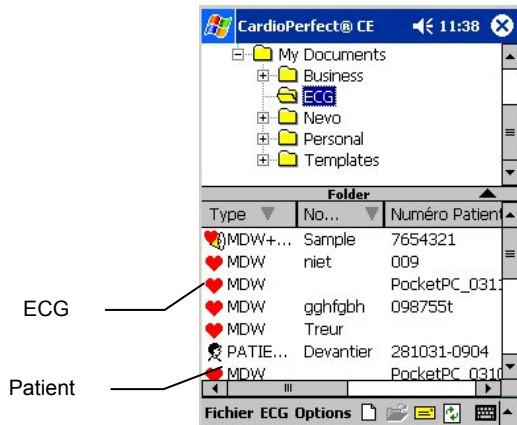 CardioPerfect® CE 11:38
My Documents
Business
ECG
Nevo
Personal
Templates
Folder
Type No... Numéro Patient
MDW+... Sample 7654321
MDW niet 009
MDW PocketPC_0311
MDW gghfgbh 098755t
MDW Treur
PATIE... Devantier 281031-0904
MDW PocketPC_0310
Fichier ECG Options
ECG
Patient